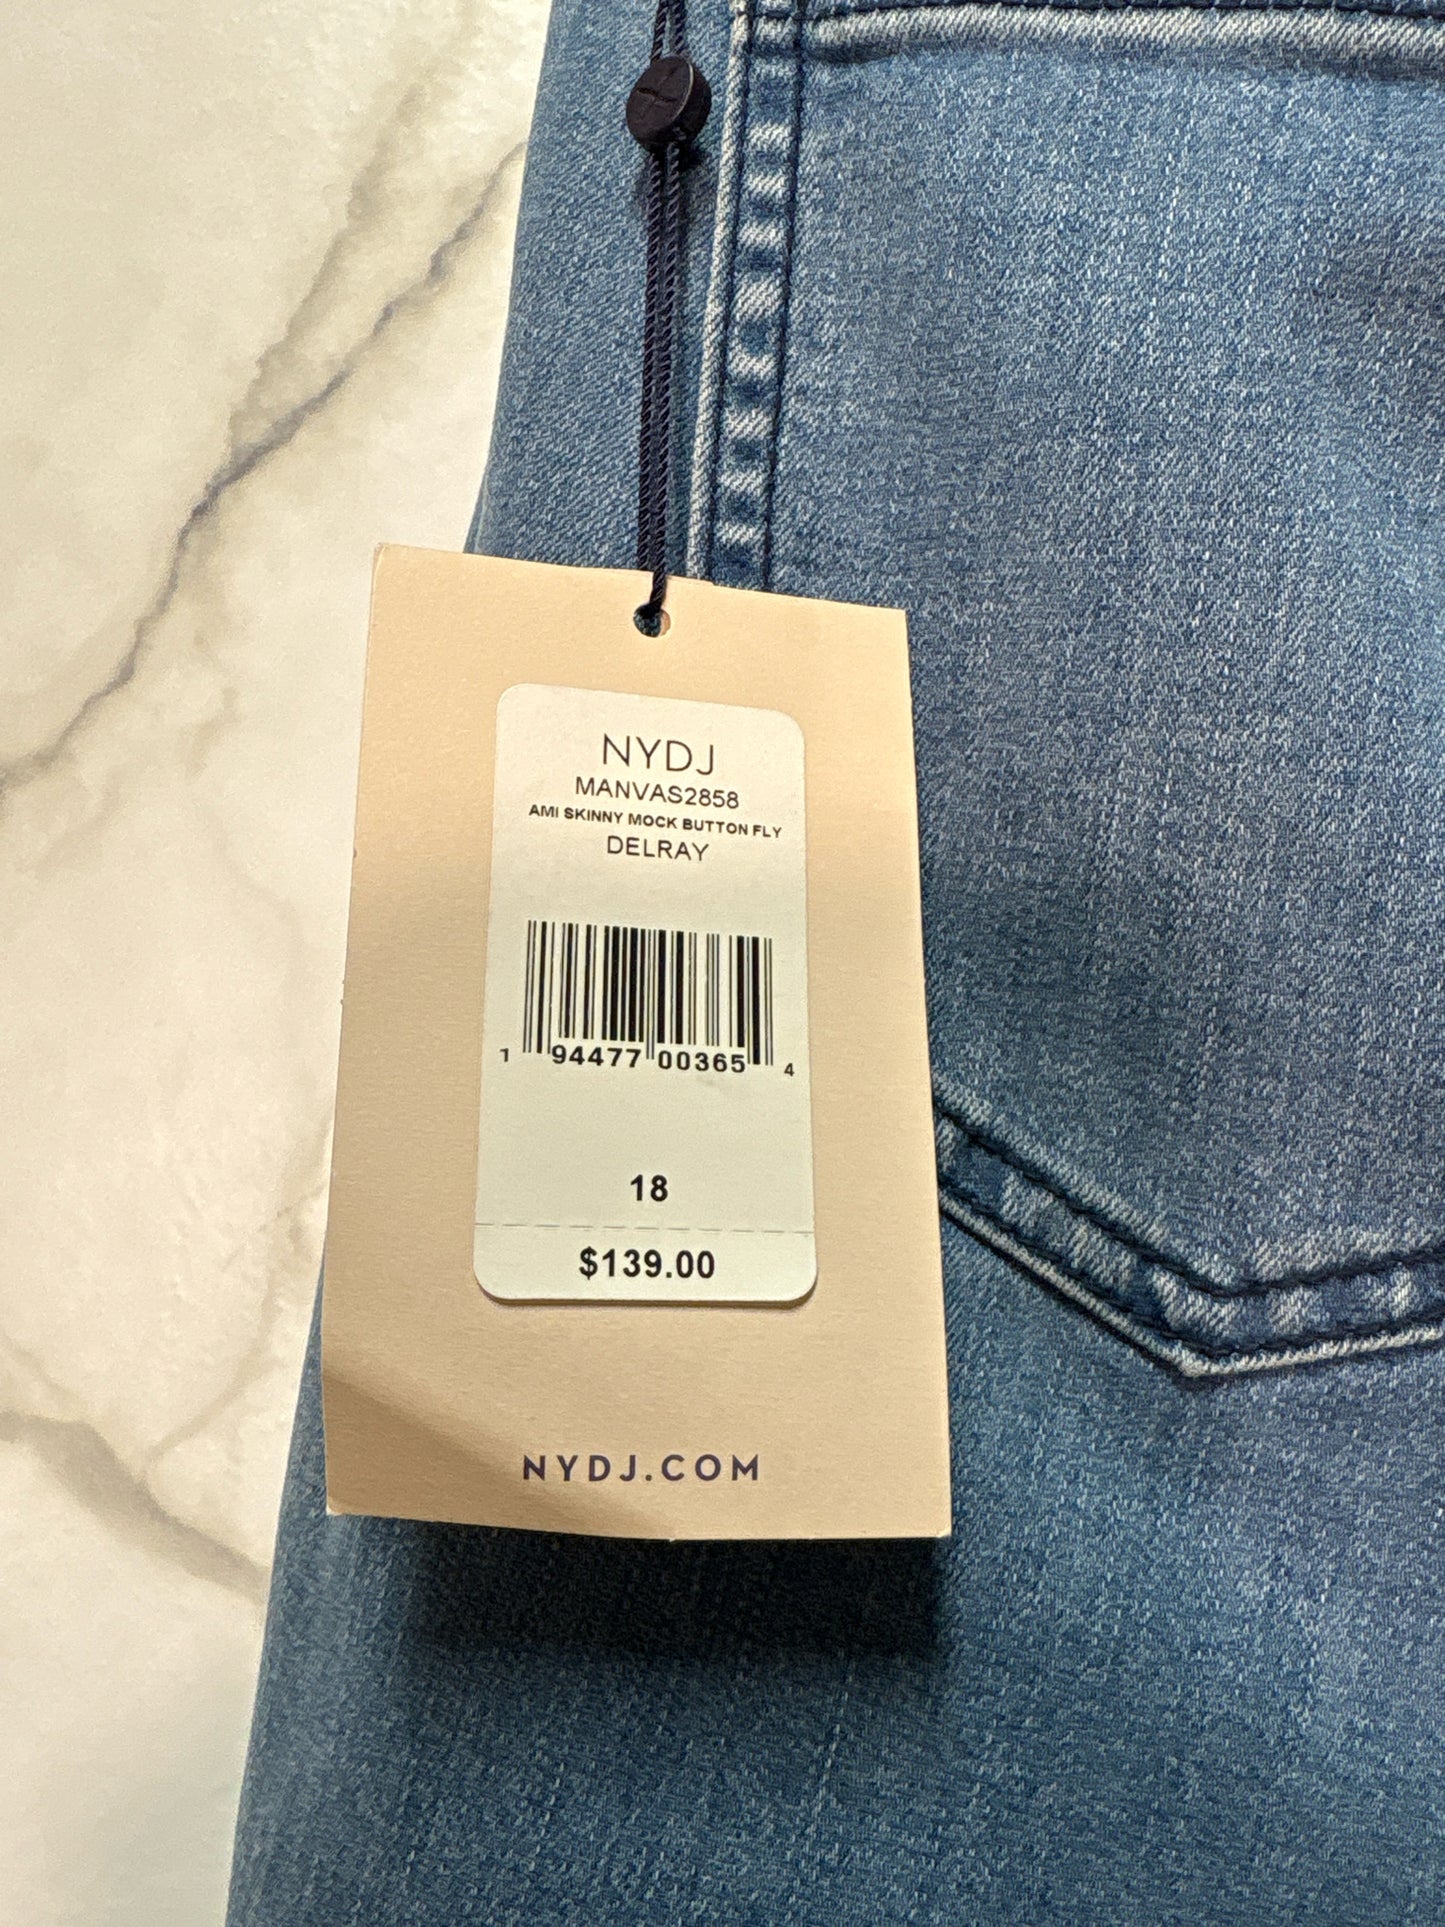 NYDJ
MANVAS2858
AMI SKINNY MOCK BUTTON FLY
DELRAY
1 94477 00365 4
18
$139.00
NYDJ.COM